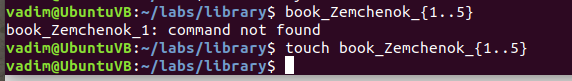 vadim@UbuntuVB:~/labs/library$ book_Zemchenok_{1..5}
book_Zemchenok_1: command not found
vadim@UbuntuVB:~/labs/library$ touch book_Zemchenok_{1..5}
vadim@UbuntuVB:~/labs/library$